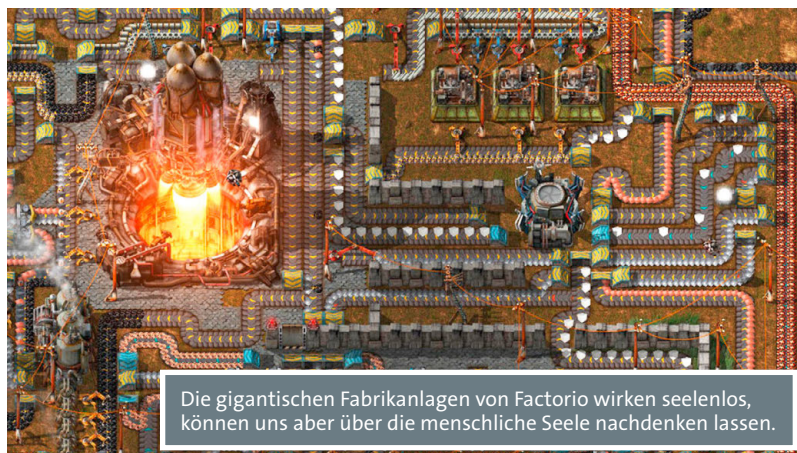 Die gigantischen Fabrikanlagen von Factorio wirken seelenlos,
können uns aber über die menschliche Seele nachdenken lassen.